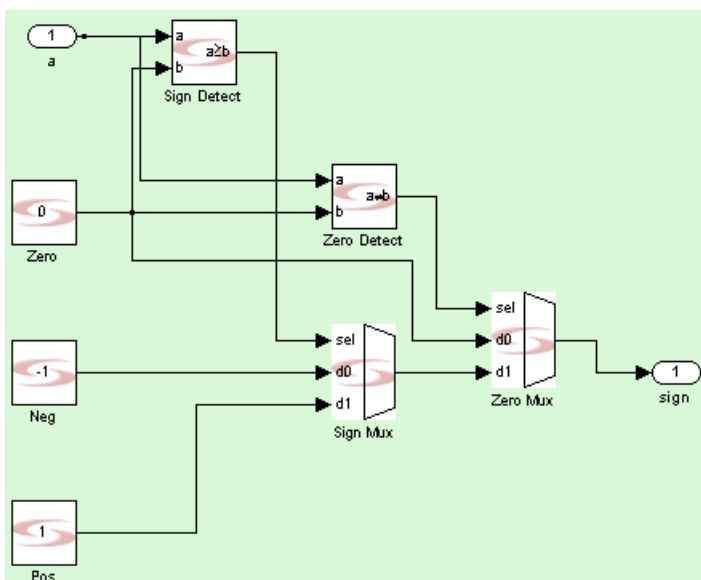 1
a
a
b
a≥b
Sign Detect
a
b
a≠b
Zero Detect
0
Zero
sel
d0
d1
Zero Mux
1
sign
sel
d0
d1
Sign Mux
-1
Neg
1
Pos